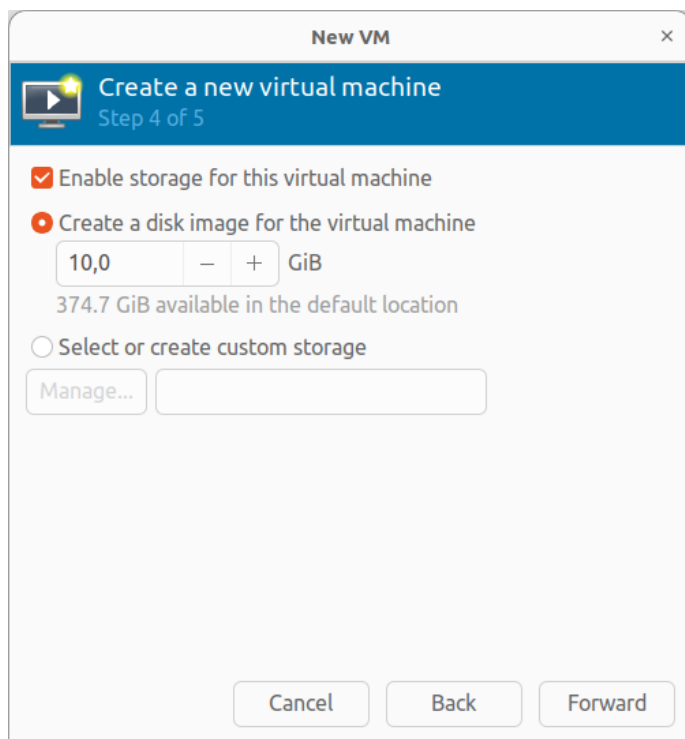 New VM
Create a new virtual machine
Step 4 of 5
Enable storage for this virtual machine
Create a disk image for the virtual machine
10,0 − + GiB
374.7 GiB available in the default location
Select or create custom storage
Manage...
Cancel Back Forward